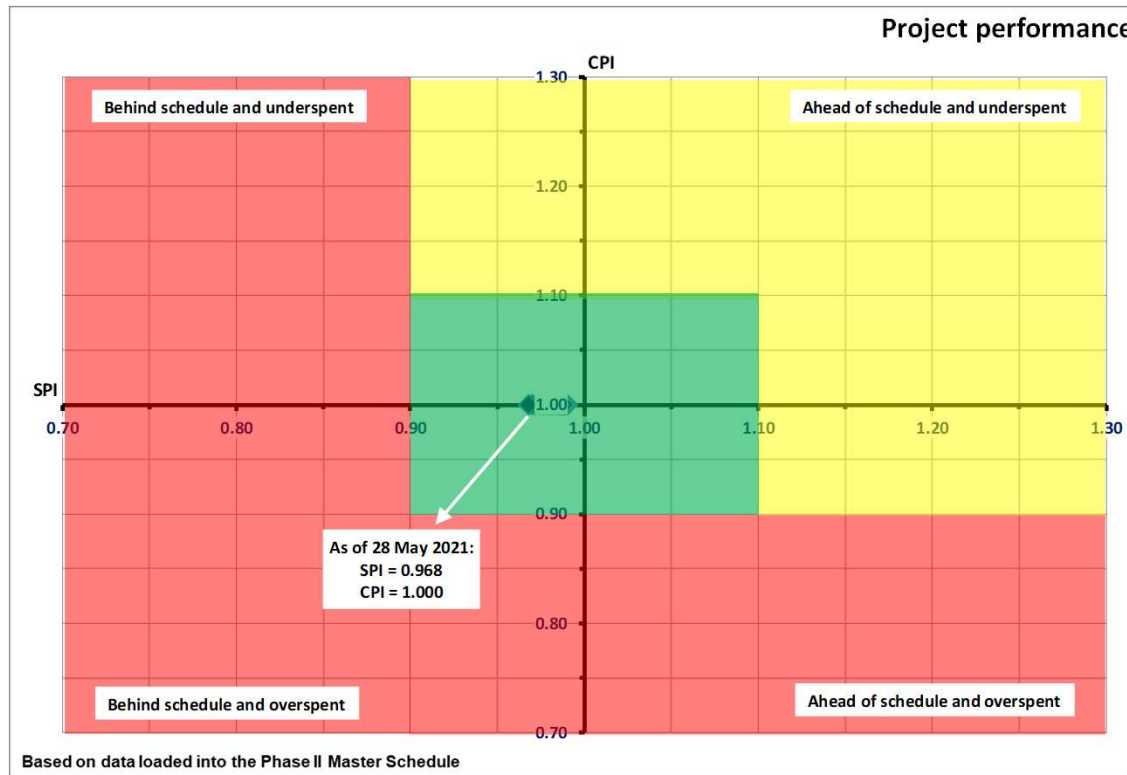 Project performance
CPI
1.30
Behind schedule and underspent
Ahead of schedule and underspent
1.20
1.10
SPI
1.00
0.70
0.80
0.90
1.00
1.10
1.20
1.30
0.90
As of 28 May 2021:
SPI = 0.968
CPI = 1.000
0.80
Behind schedule and overspent
Ahead of schedule and overspent
0.70
Based on data loaded into the Phase II Master Schedule